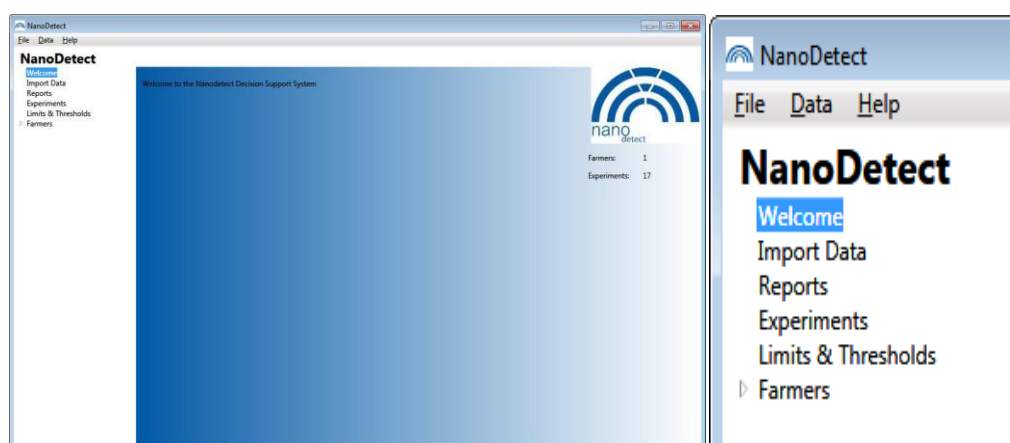 NanoDetect
File Data Help
NanoDetect
Welcome
Import Data
Reports
Experiments
Limits & Thresholds
Farmers
Welcome to the Nanodetect Decision Support System
nano
detect
Farmers: 1
Experiments: 17
NanoDetect
File Data Help
NanoDetect
Welcome
Import Data
Reports
Experiments
Limits & Thresholds
Farmers